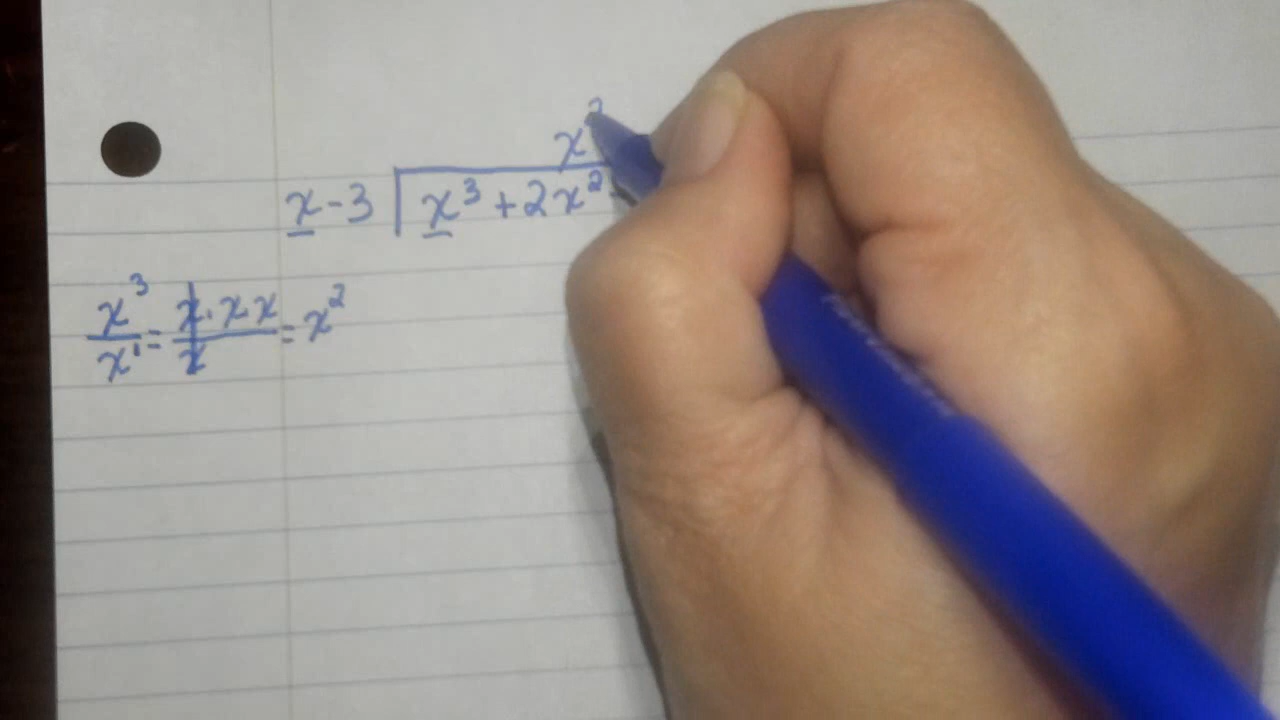 x²
x - 3 | x³ + 2x² -
x³/x¹ = x · x · x/x = x²